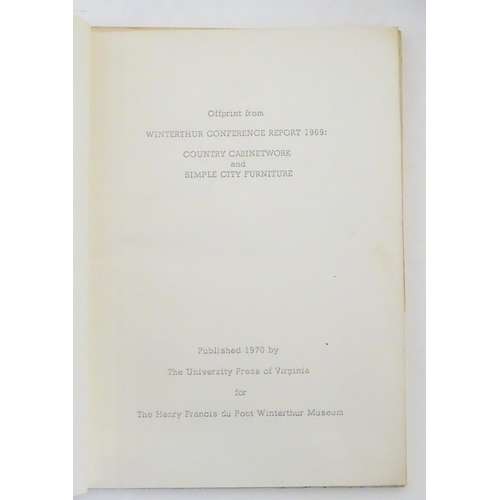 Offprint from
WINTERTHUR CONFERENCE REPORT 1969:
COUNTRY CABINETWORK
and
SIMPLE CITY FURNITURE
Published 1970 by
The University Press of Virginia
for
The Henry Francis du Pont Winterthur Museum